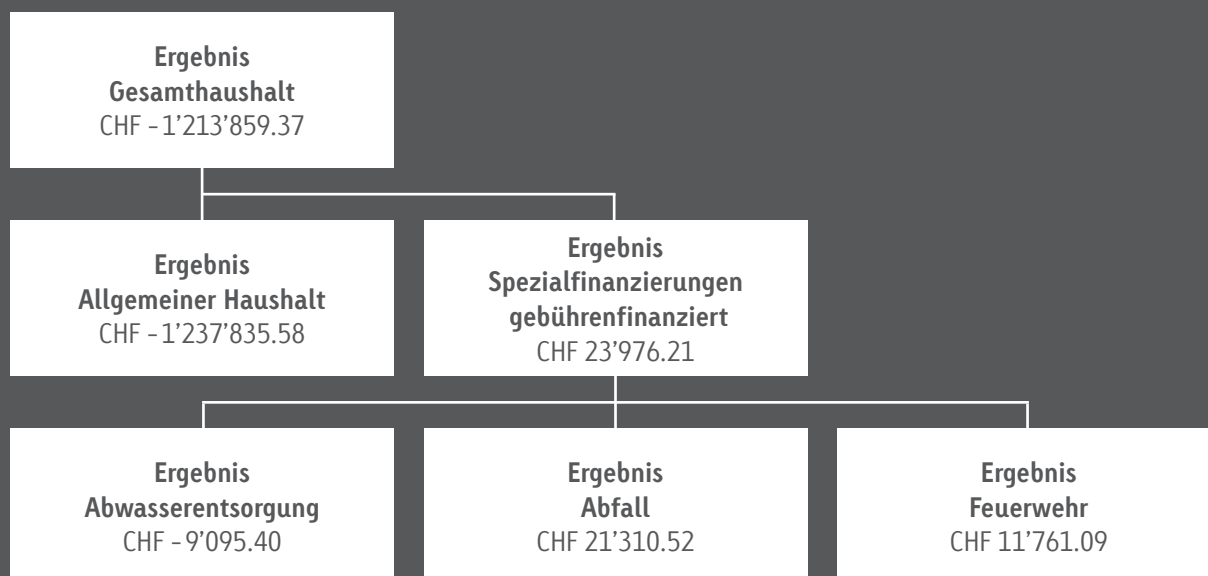 Ergebnis
Gesamthaushalt
CHF -1’213’859.37
Ergebnis
Allgemeiner Haushalt
CHF -1’237’835.58
Ergebnis
Spezialfinanzierungen
gebührenfinanziert
CHF 23’976.21
Ergebnis
Abwasserentsorgung
CHF -9’095.40
Ergebnis
Abfall
CHF 21’310.52
Ergebnis
Feuerwehr
CHF 11’761.09